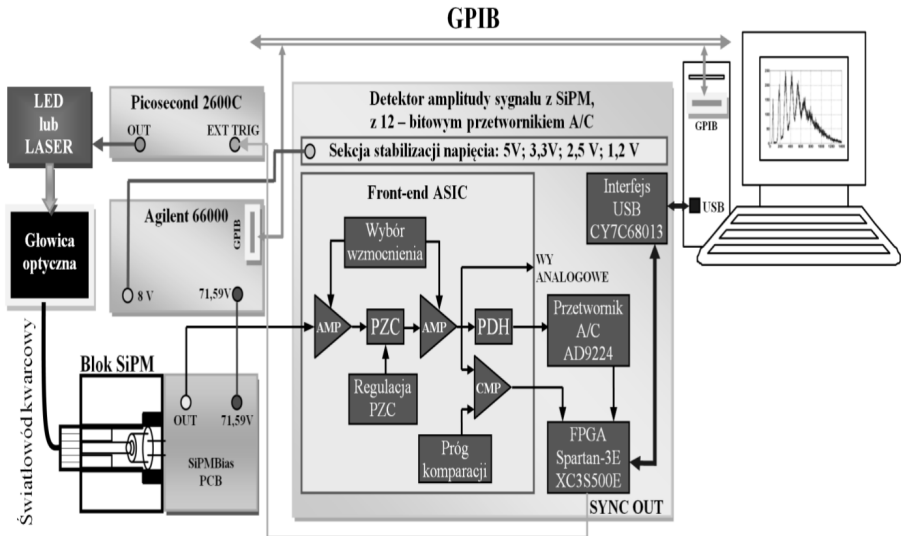 GPIB
LED
lub
LASER
Picosecond 2600C
OUT
EXT TRIG
Detektor amplitudy sygnału z SiPM,
z 12 – bitowym przetwornikiem A/C
Sekcja stabilizacji napięcia: 5V; 3,3V; 2,5 V; 1,2 V
GPIB
USB
Głowica
optyczna
Agilent 66000
GPIB
8 V
71,59V
Front-end ASIC
Wybór
wzmocnienia
AMP
PZC
AMP
PDH
CMP
Regulacja
PZC
Próg
komparacji
WY
ANALOGOWE
Interfejs
USB
CY7C68013
Przetwornik
A/C
AD9224
FPGA
Spartan-3E
XC3S500E
SYNC OUT
Światłowód kwarcowy
Blok SiPM
OUT
71,59V
SiPMBias
PCB